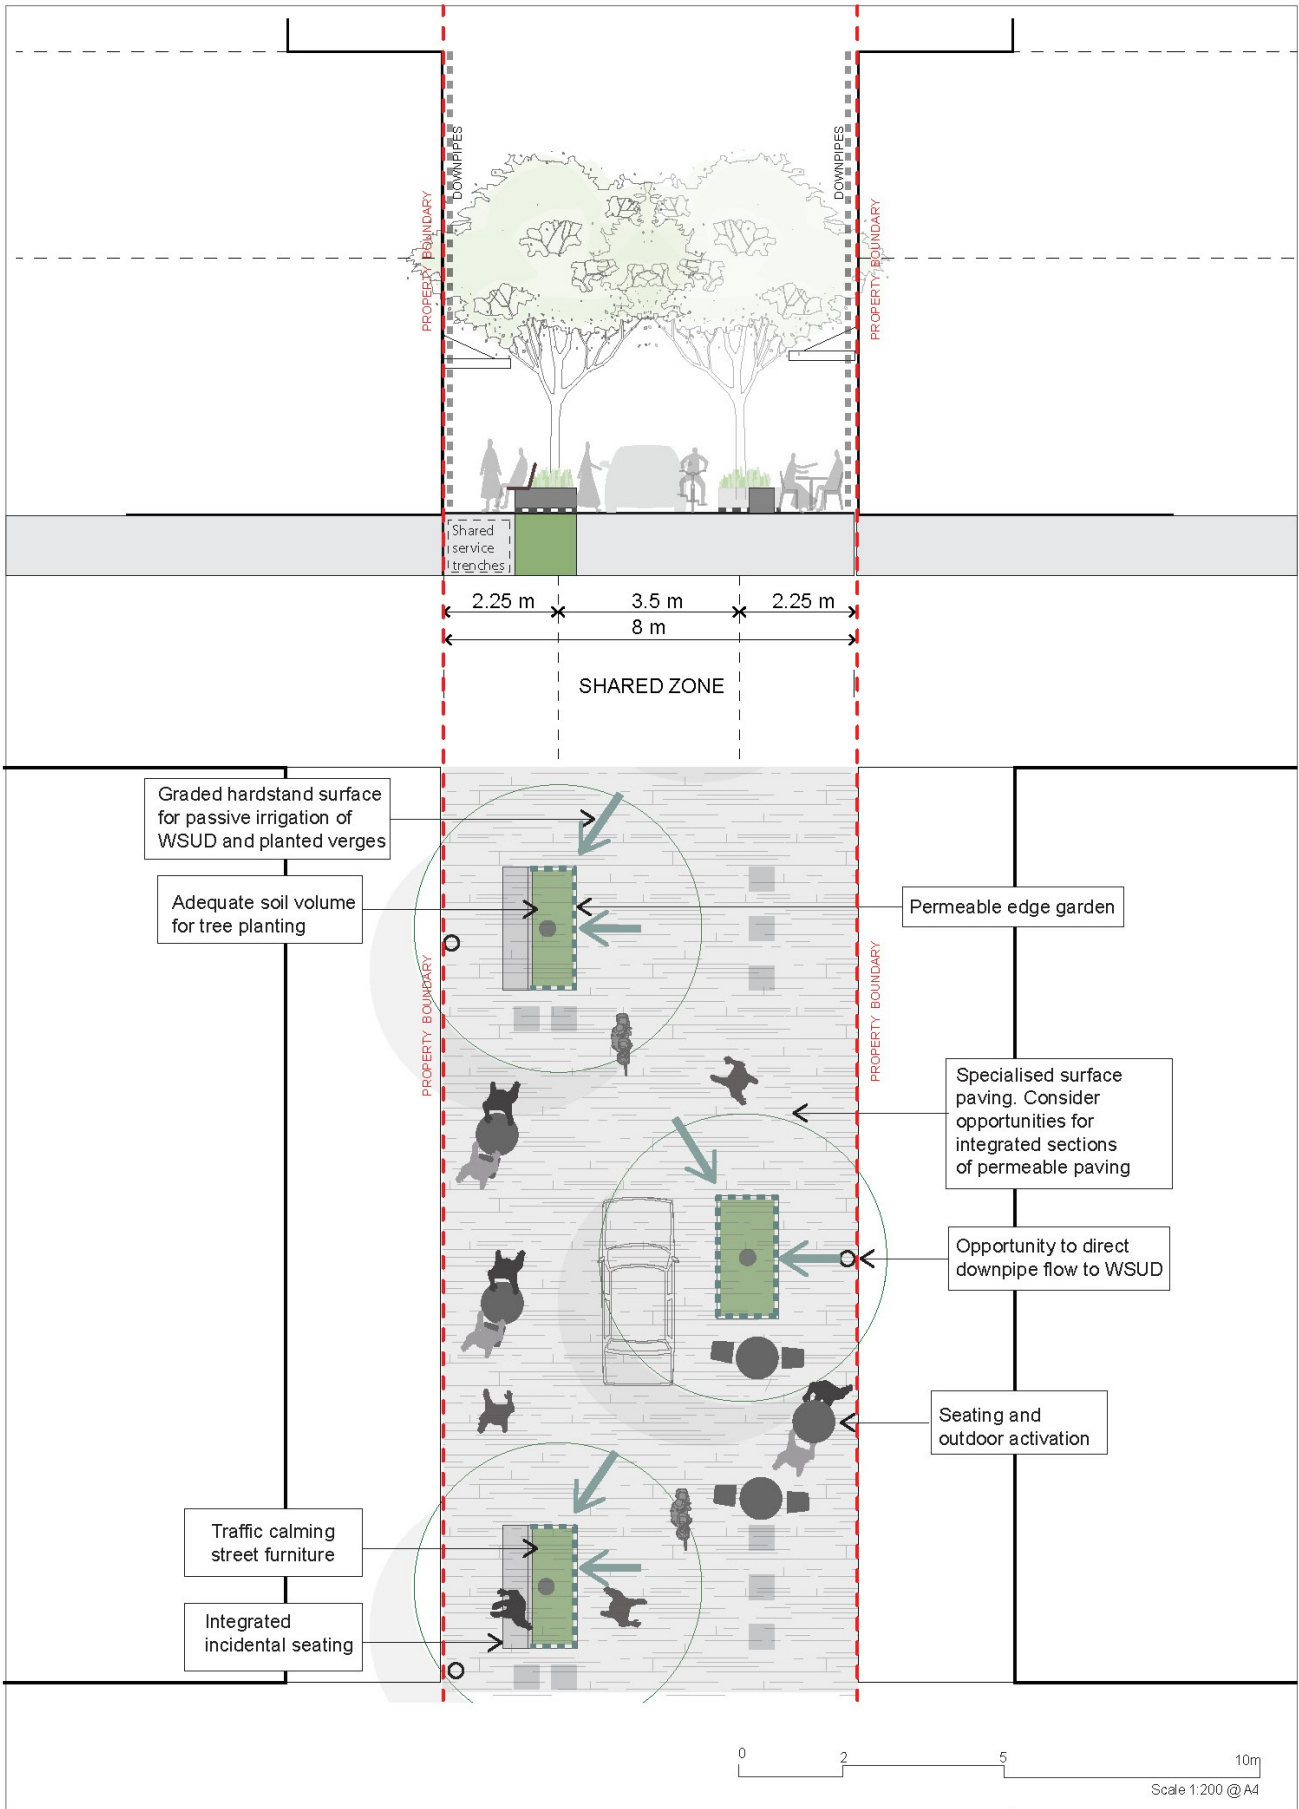 DOWNPIPES
DOWNPIPES
PROPERTY BOUNDARY
PROPERTY BOUNDARY
Shared
service
trenches
2.25 m
3.5 m
2.25 m
8 m
SHARED ZONE
Graded hardstand surface
for passive irrigation of
WSUD and planted verges
Adequate soil volume
for tree planting
Permeable edge garden
PROPERTY BOUNDARY
PROPERTY BOUNDARY
Specialised surface
paving. Consider
opportunities for
integrated sections
of permeable paving
Opportunity to direct
downpipe flow to WSUD
Seating and
outdoor activation
Traffic calming
street furniture
Integrated
incidental seating
0 2 5 10m
Scale 1:200 @ A4